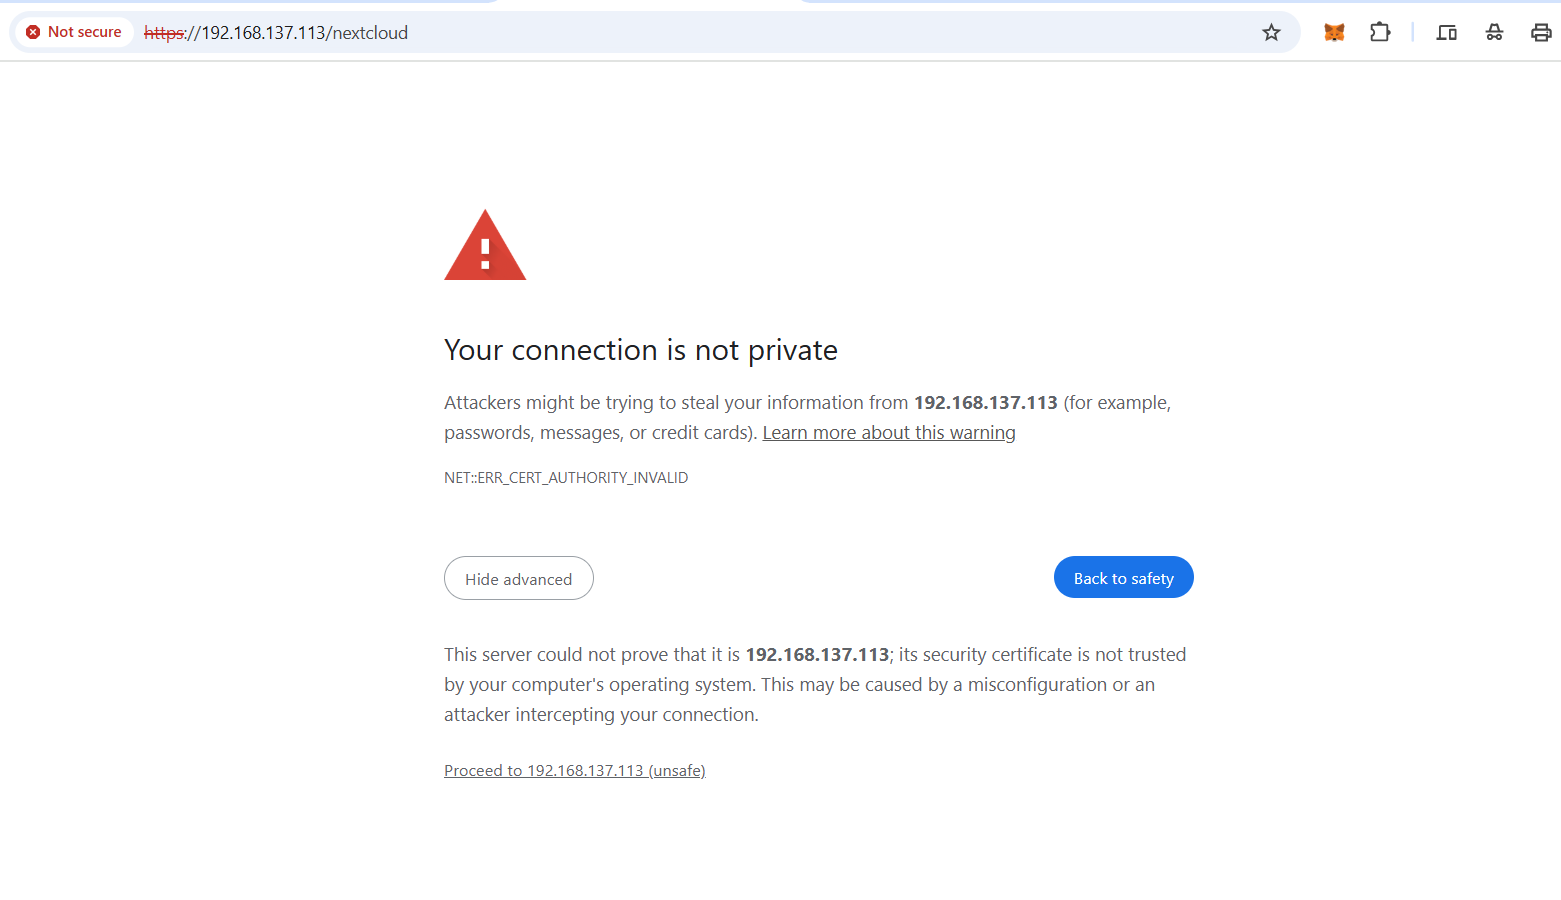 Not secure https://192.168.137.113/nextcloud
Your connection is not private
Attackers might be trying to steal your information from 192.168.137.113 (for example,
passwords, messages, or credit cards). Learn more about this warning
NET::ERR_CERT_AUTHORITY_INVALID
Hide advanced
Back to safety
This server could not prove that it is 192.168.137.113; its security certificate is not trusted
by your computer's operating system. This may be caused by a misconfiguration or an
attacker intercepting your connection.
Proceed to 192.168.137.113 (unsafe)